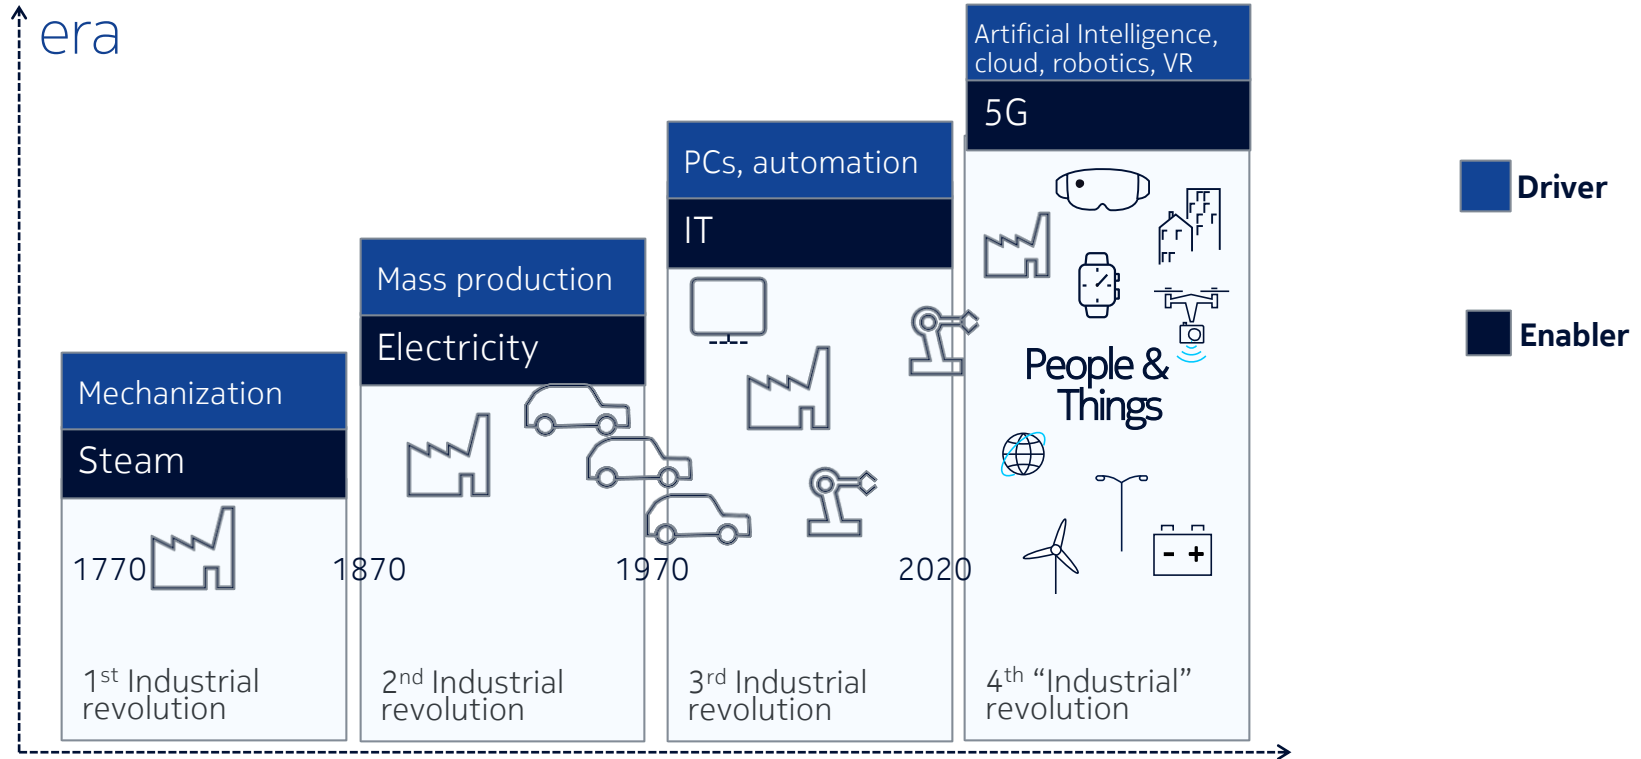 era
Artificial Intelligence,
cloud, robotics, VR
5G
PCs, automation
IT
Mass production
Electricity
Mechanization
Steam
Driver
Enabler
People &
Things
- +
1770
1870
1970
2020
1st Industrial
revolution
2nd Industrial
revolution
3rd Industrial
revolution
4th “Industrial”
revolution